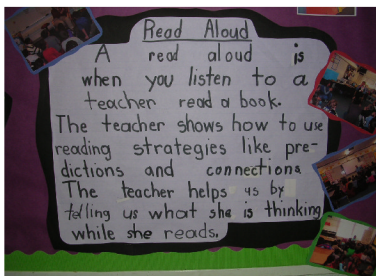 Read Aloud
A read aloud is
when you listen to a
teacher read a book.
The teacher shows how to use
reading strategies like pre-
dictions and connections
The teacher helps us by
telling us what she is thinking
while she reads.